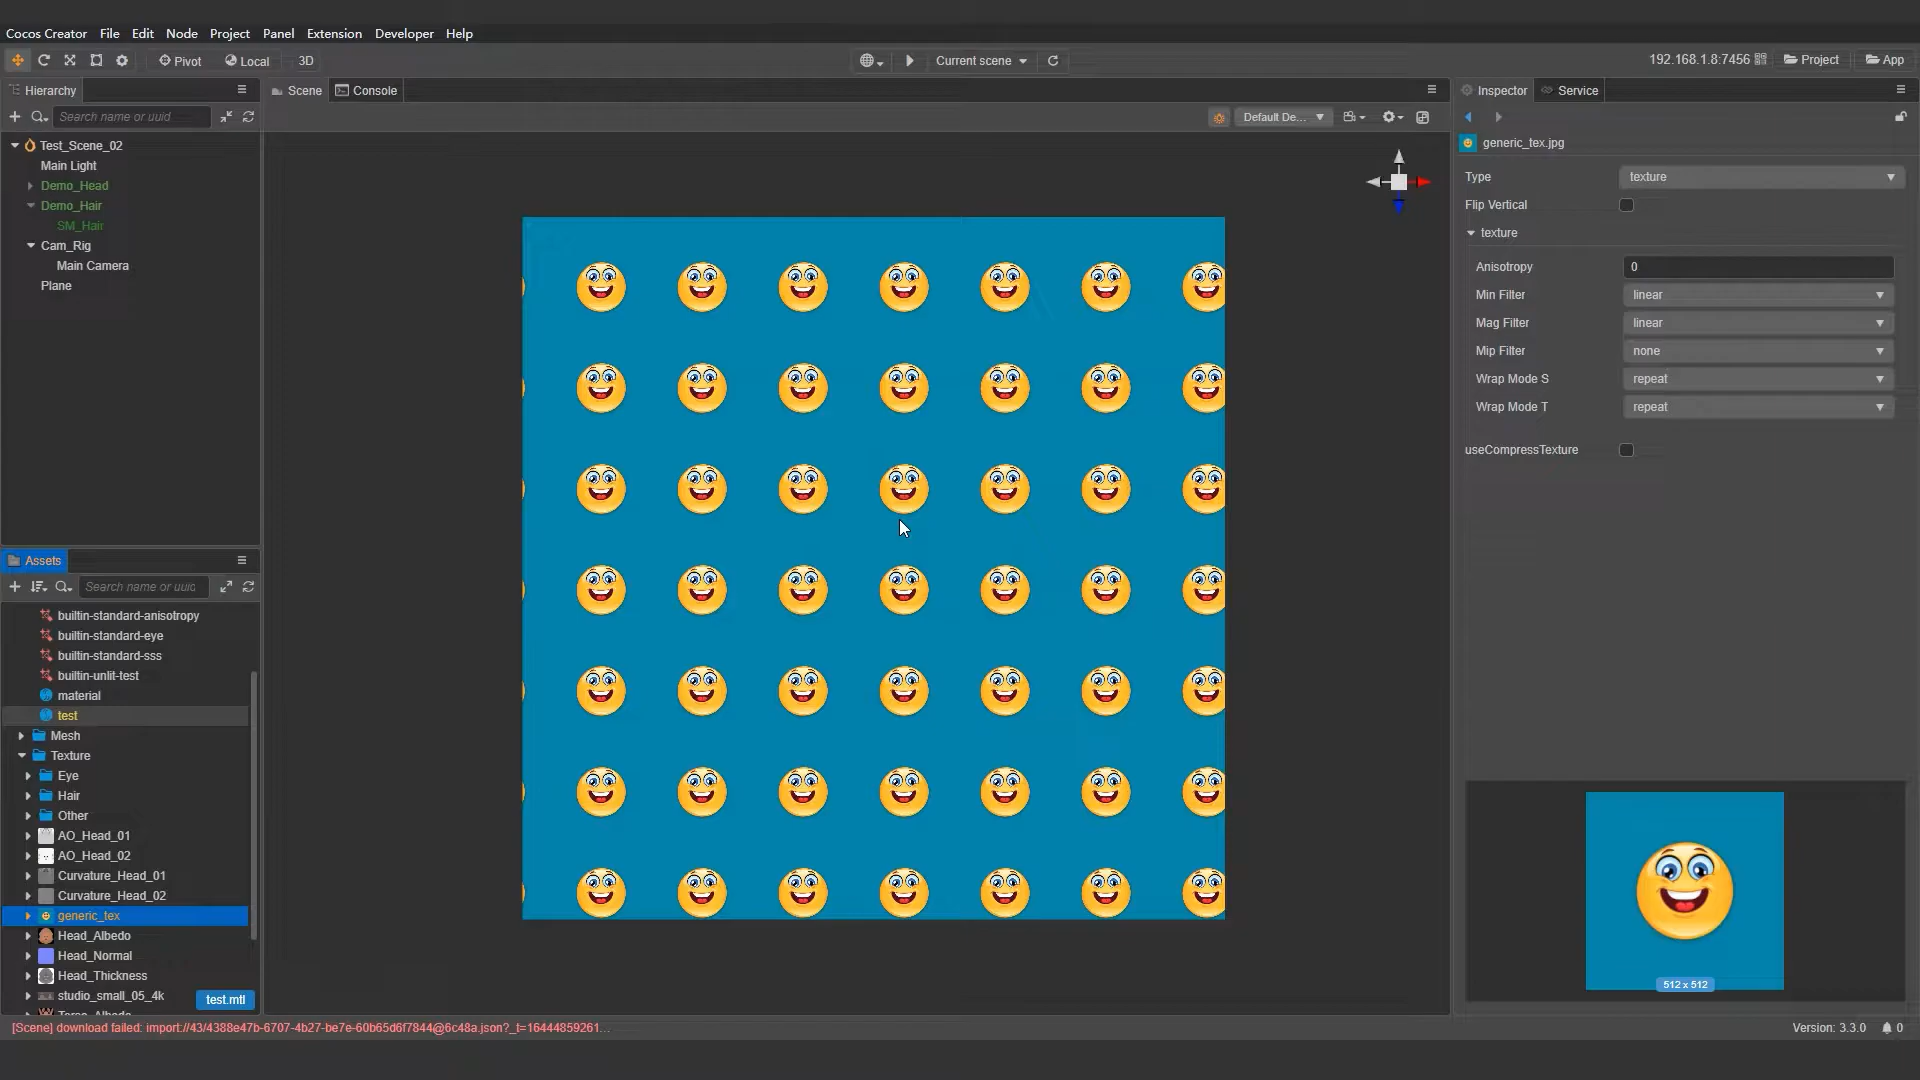 Cocos Creator File Edit Node Project Panel Extension Developer Help
Pivot Local 3D Current scene 192.168.1.8:7456 Project App
Hierarchy
Search name or uuid
Test_Scene_02
Main Light
Demo_Head
Demo_Hair
SM_Hair
Cam_Rig
Main Camera
Plane
Assets
Search name or uuid
builtin-standard-anisotropy
builtin-standard-eye
builtin-standard-sss
builtin-unlit-test
material
test
Mesh
Texture
Eye
Hair
Other
AO_Head_01
AO_Head_02
Curvature_Head_01
Curvature_Head_02
generic_tex
Head_Albedo
Head_Normal
Head_Thickness
studio_small_05_4k
test.mtl
Scene Console
Default De...
Inspector Service
generic_tex.jpg
Type texture
Flip Vertical
texture
Anisotropy 0
Min Filter linear
Mag Filter linear
Mip Filter none
Wrap Mode S repeat
Wrap Mode T repeat
useCompressTexture
512 x 512
[Scene] download failed: import://43/4388e47b-6707-4b27-be7e-60b65d6f7844@6c48a.json?_t=16444859261...
Version: 3.3.0 0